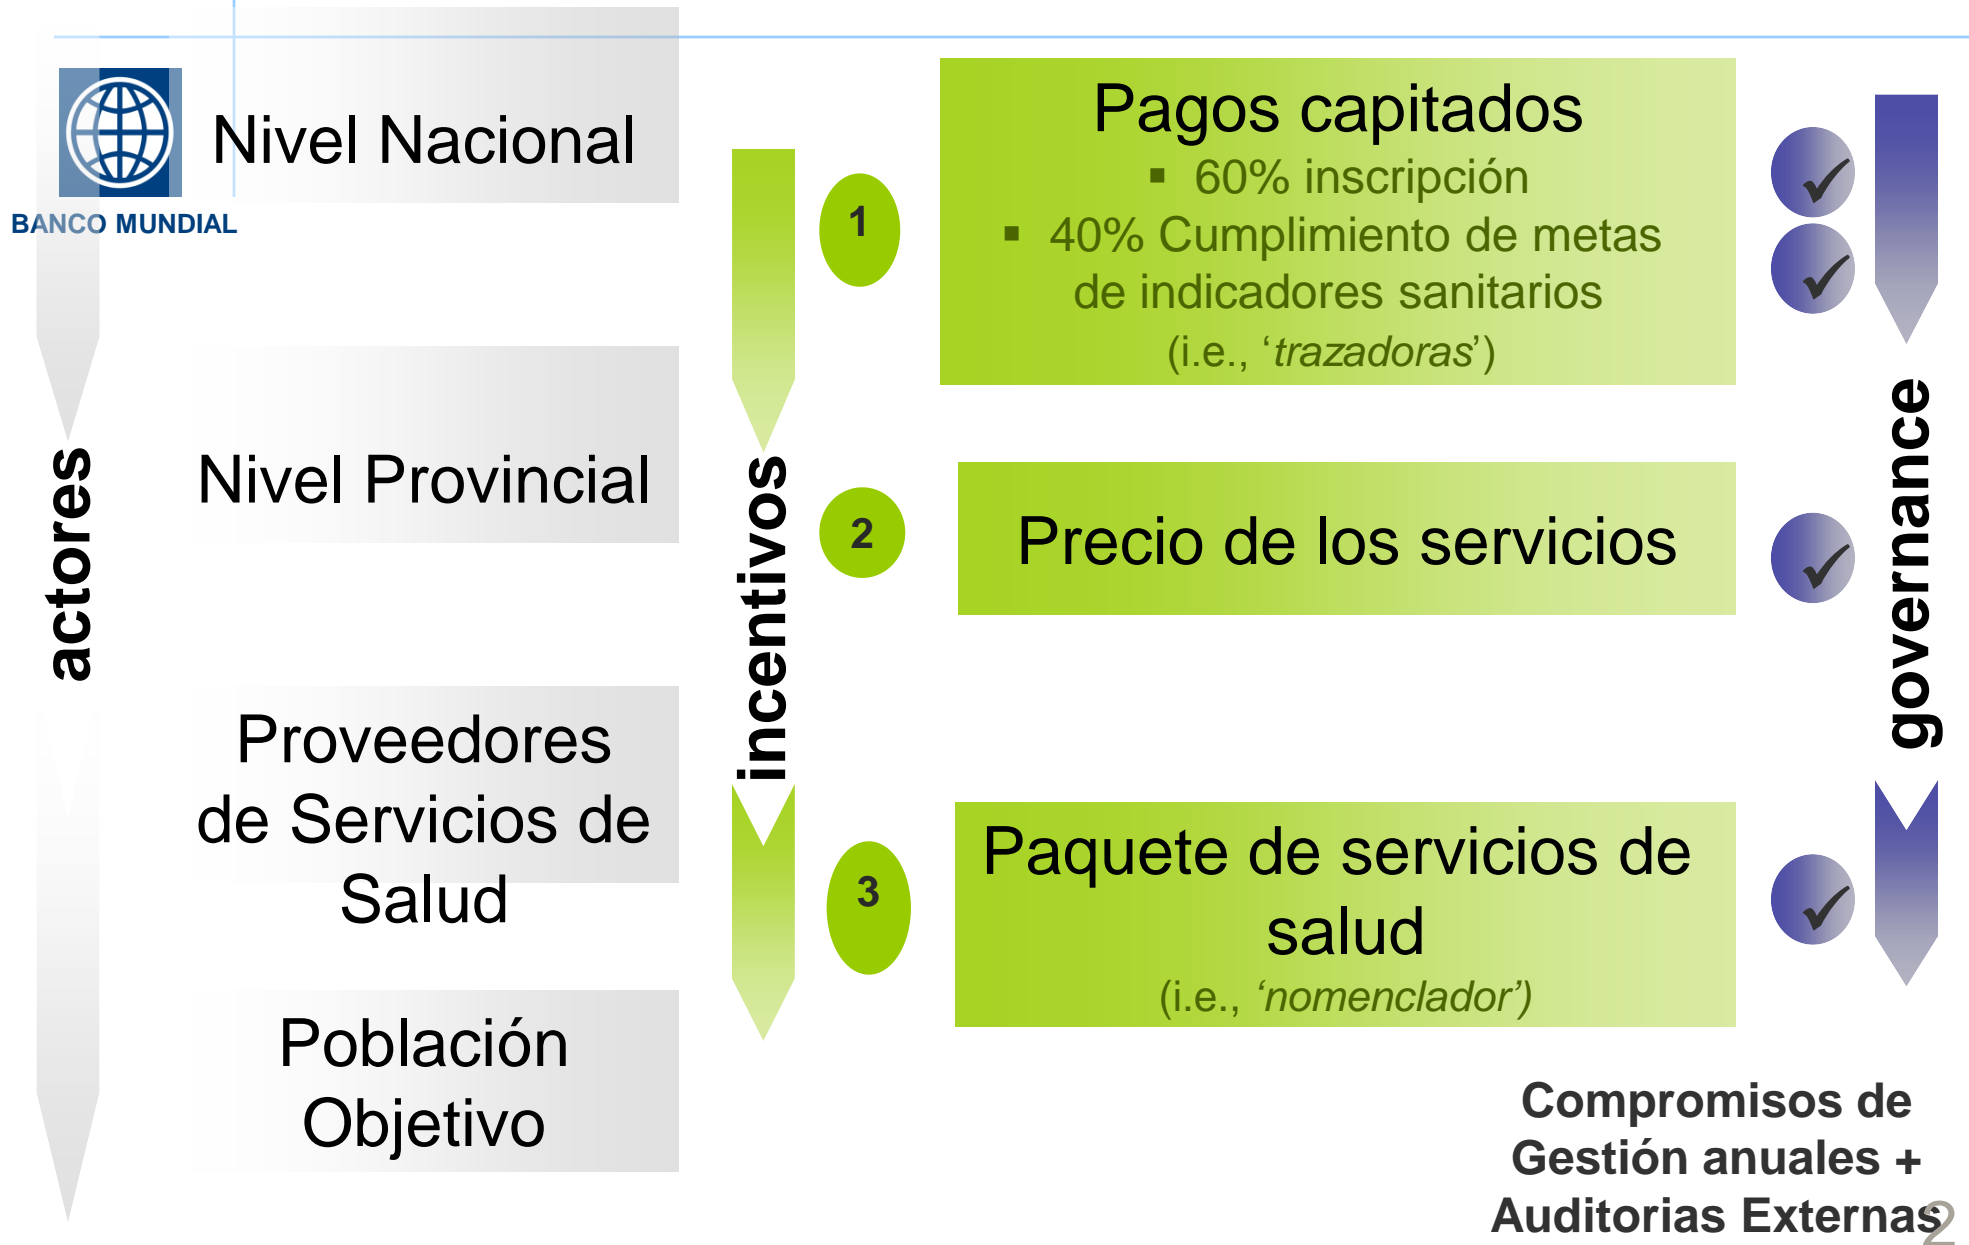 BANCO MUNDIAL
actores
Nivel Nacional
Nivel Provincial
Proveedores
de Servicios de
Salud
Población
Objetivo
incentivos
1
Pagos capitados
▪ 60% inscripción
▪ 40% Cumplimiento de metas
de indicadores sanitarios
(i.e., ‘trazadoras’)
2
Precio de los servicios
3
Paquete de servicios de
salud
(i.e., ‘nomenclador’)
✓
✓
✓
✓
governance
Compromisos de
Gestión anuales +
Auditorias Externas
2